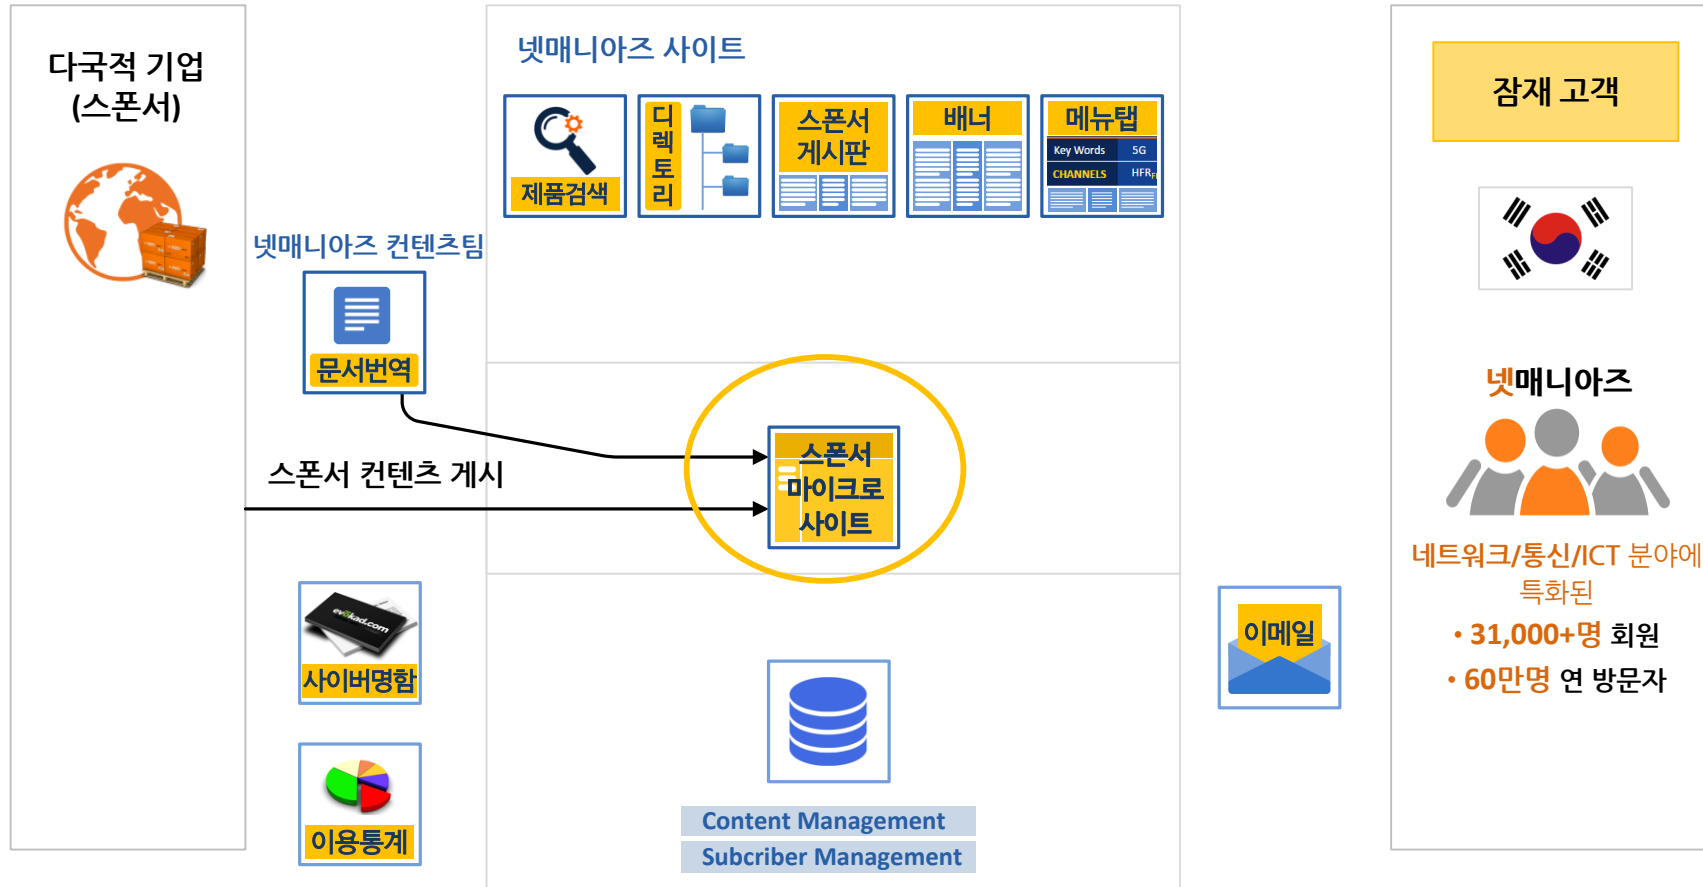 다국적 기업
(스폰서)
넷매니아즈 사이트
제품검색
디렉토리
스폰서
게시판
배너
메뉴탭
Key Words 5G
CHANNELS HFR
넷매니아즈 컨텐츠팀
문서번역
스폰서 컨텐츠 게시
스폰서
마이크로
사이트
evokad.com
사이버명함
이용통계
Content Management
Subcriber Management
이메일
잠재 고객
넷매니아즈
네트워크/통신/ICT 분야에
특화된
• 31,000+명 회원
• 60만명 연 방문자